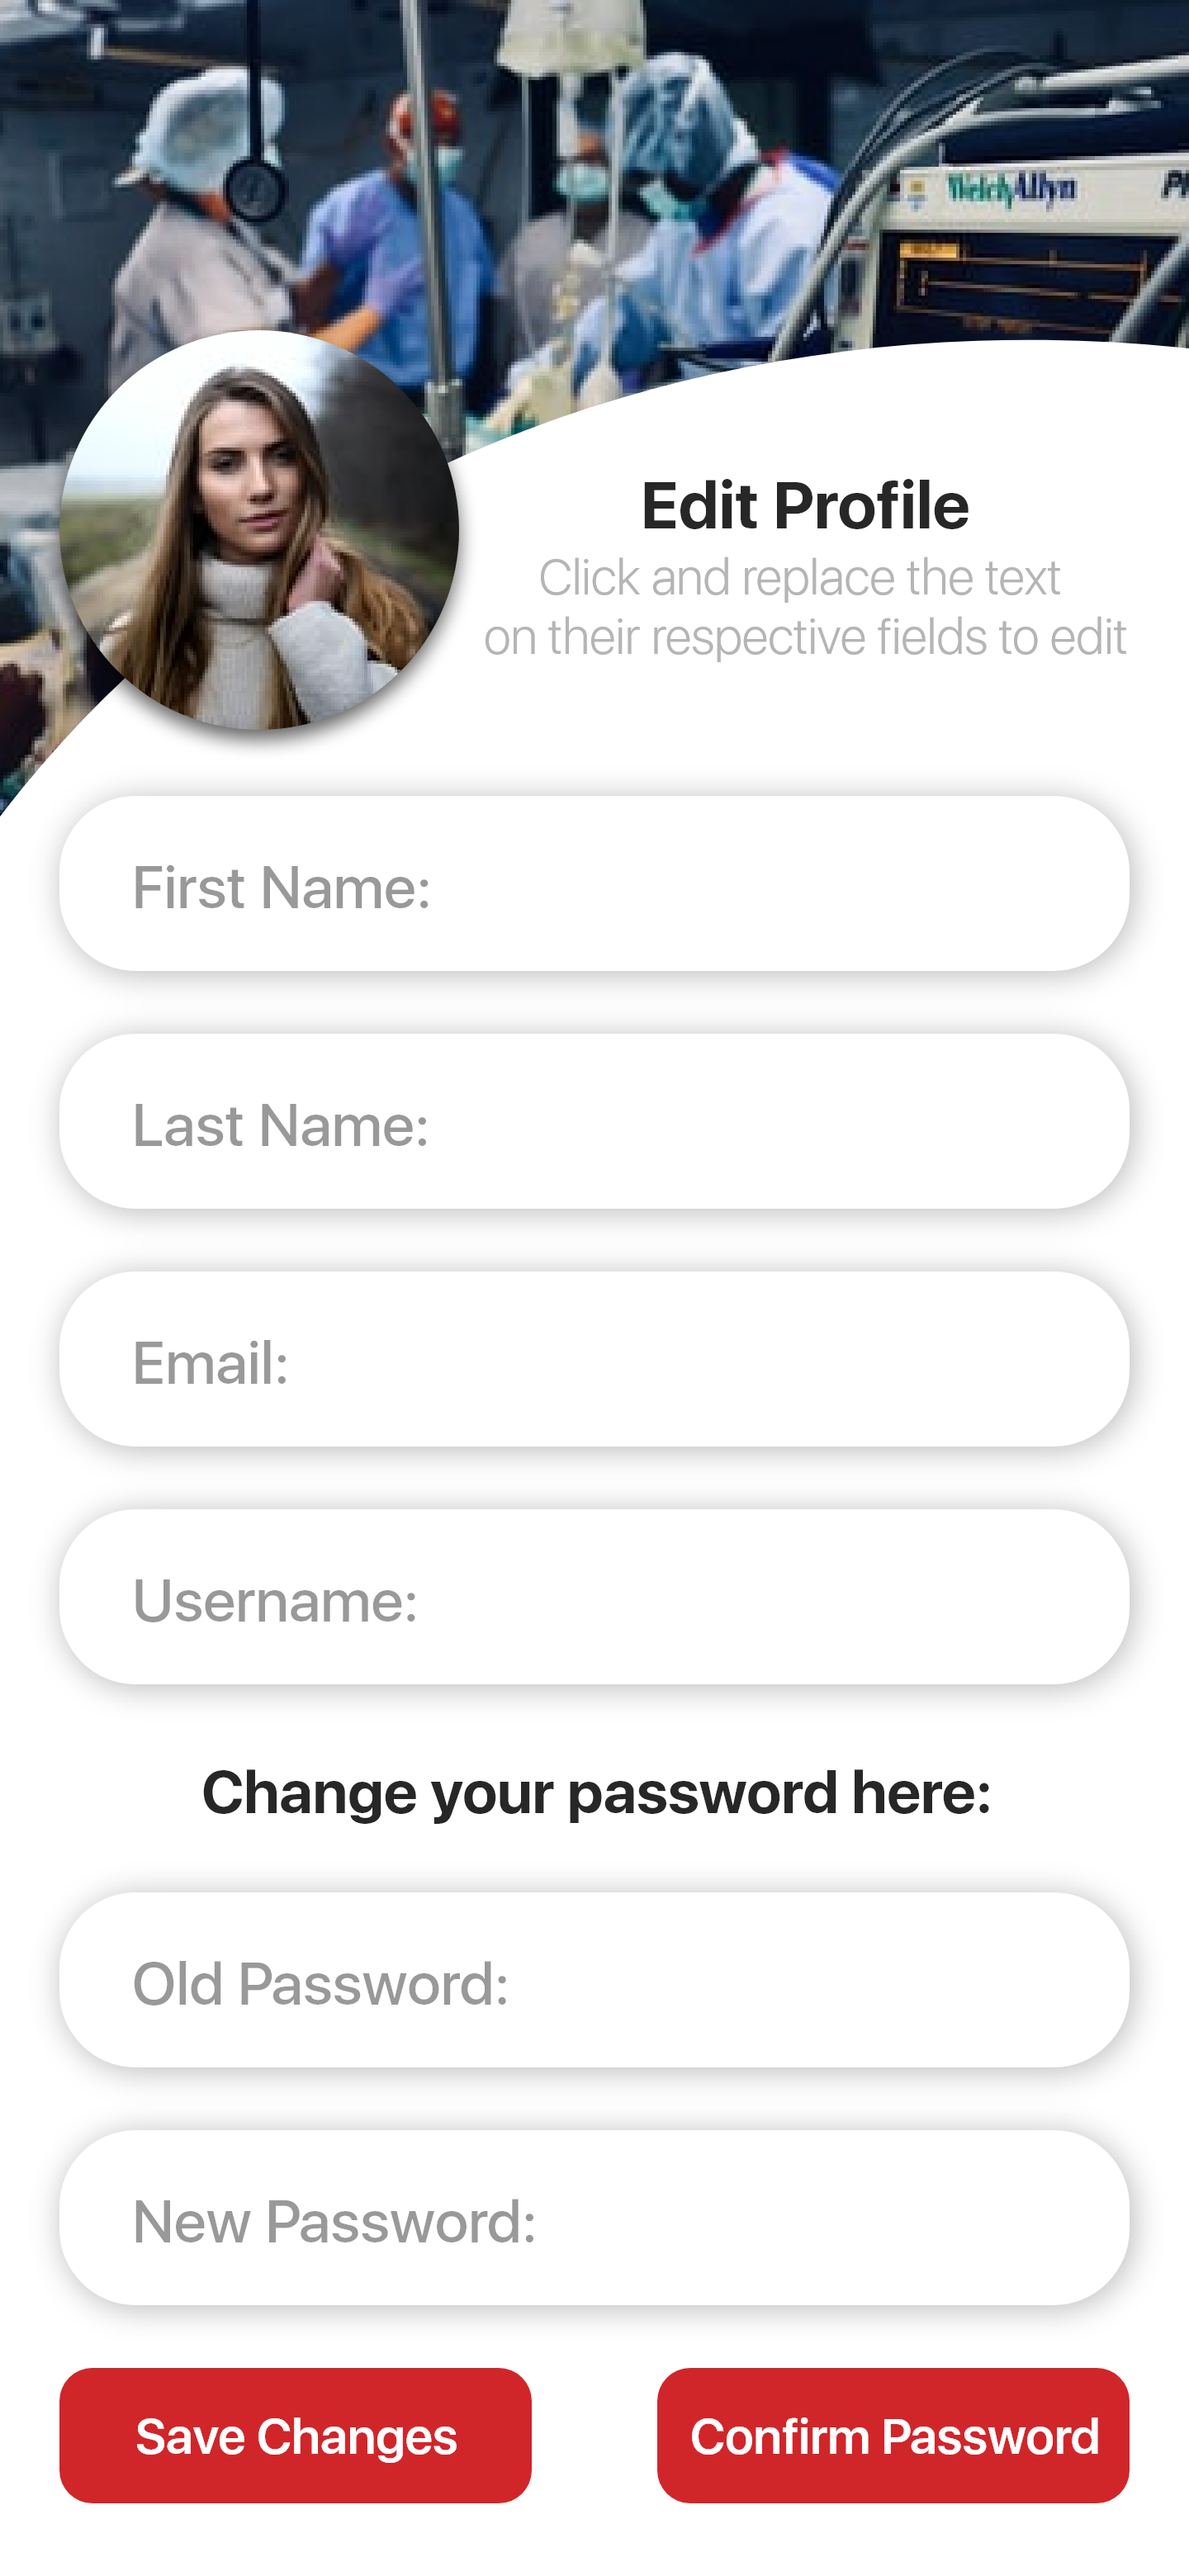 WelchAllyn
Edit Profile
Click and replace the text
on their respective fields to edit
First Name:
Last Name:
Email:
Username:
Change your password here:
Old Password:
New Password:
Save Changes
Confirm Password